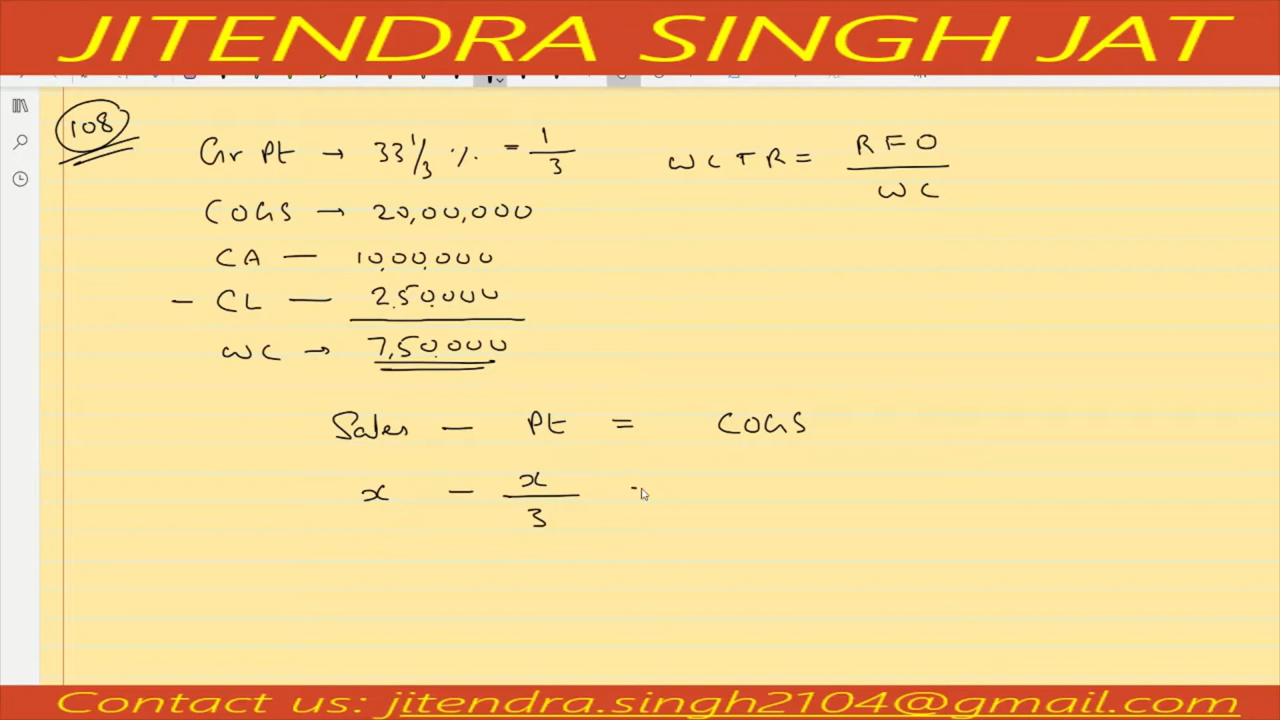 JITENDRA SINGH JAT
108
Gr Pt → 33 1/3 % = 1/3
WCTR = RFO/WC
COGS → 20,00,000
CA — 10,00,000
- CL — 2,50,000
WC → 7,50,000
Sales — Pt = COGS
x — x/3
Contact us: jitendra.singh2104@gmail.com